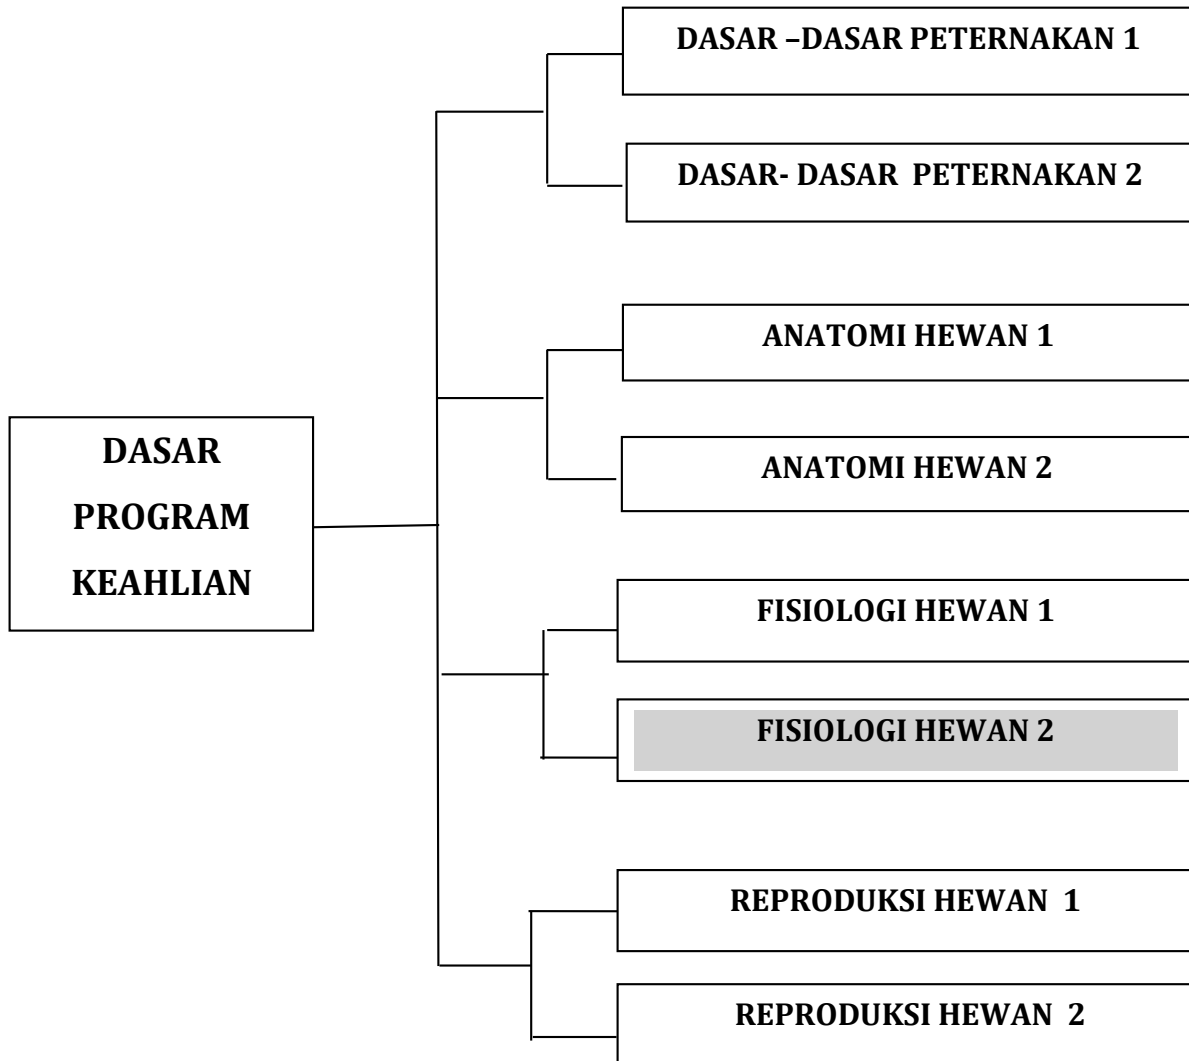 DASAR –DASAR PETERNAKAN 1
DASAR- DASAR  PETERNAKAN 2
ANATOMI HEWAN 1
ANATOMI HEWAN 2
DASAR
PROGRAM
KEAHLIAN
FISIOLOGI HEWAN 1
FISIOLOGI HEWAN 2
REPRODUKSI HEWAN  1
REPRODUKSI HEWAN  2